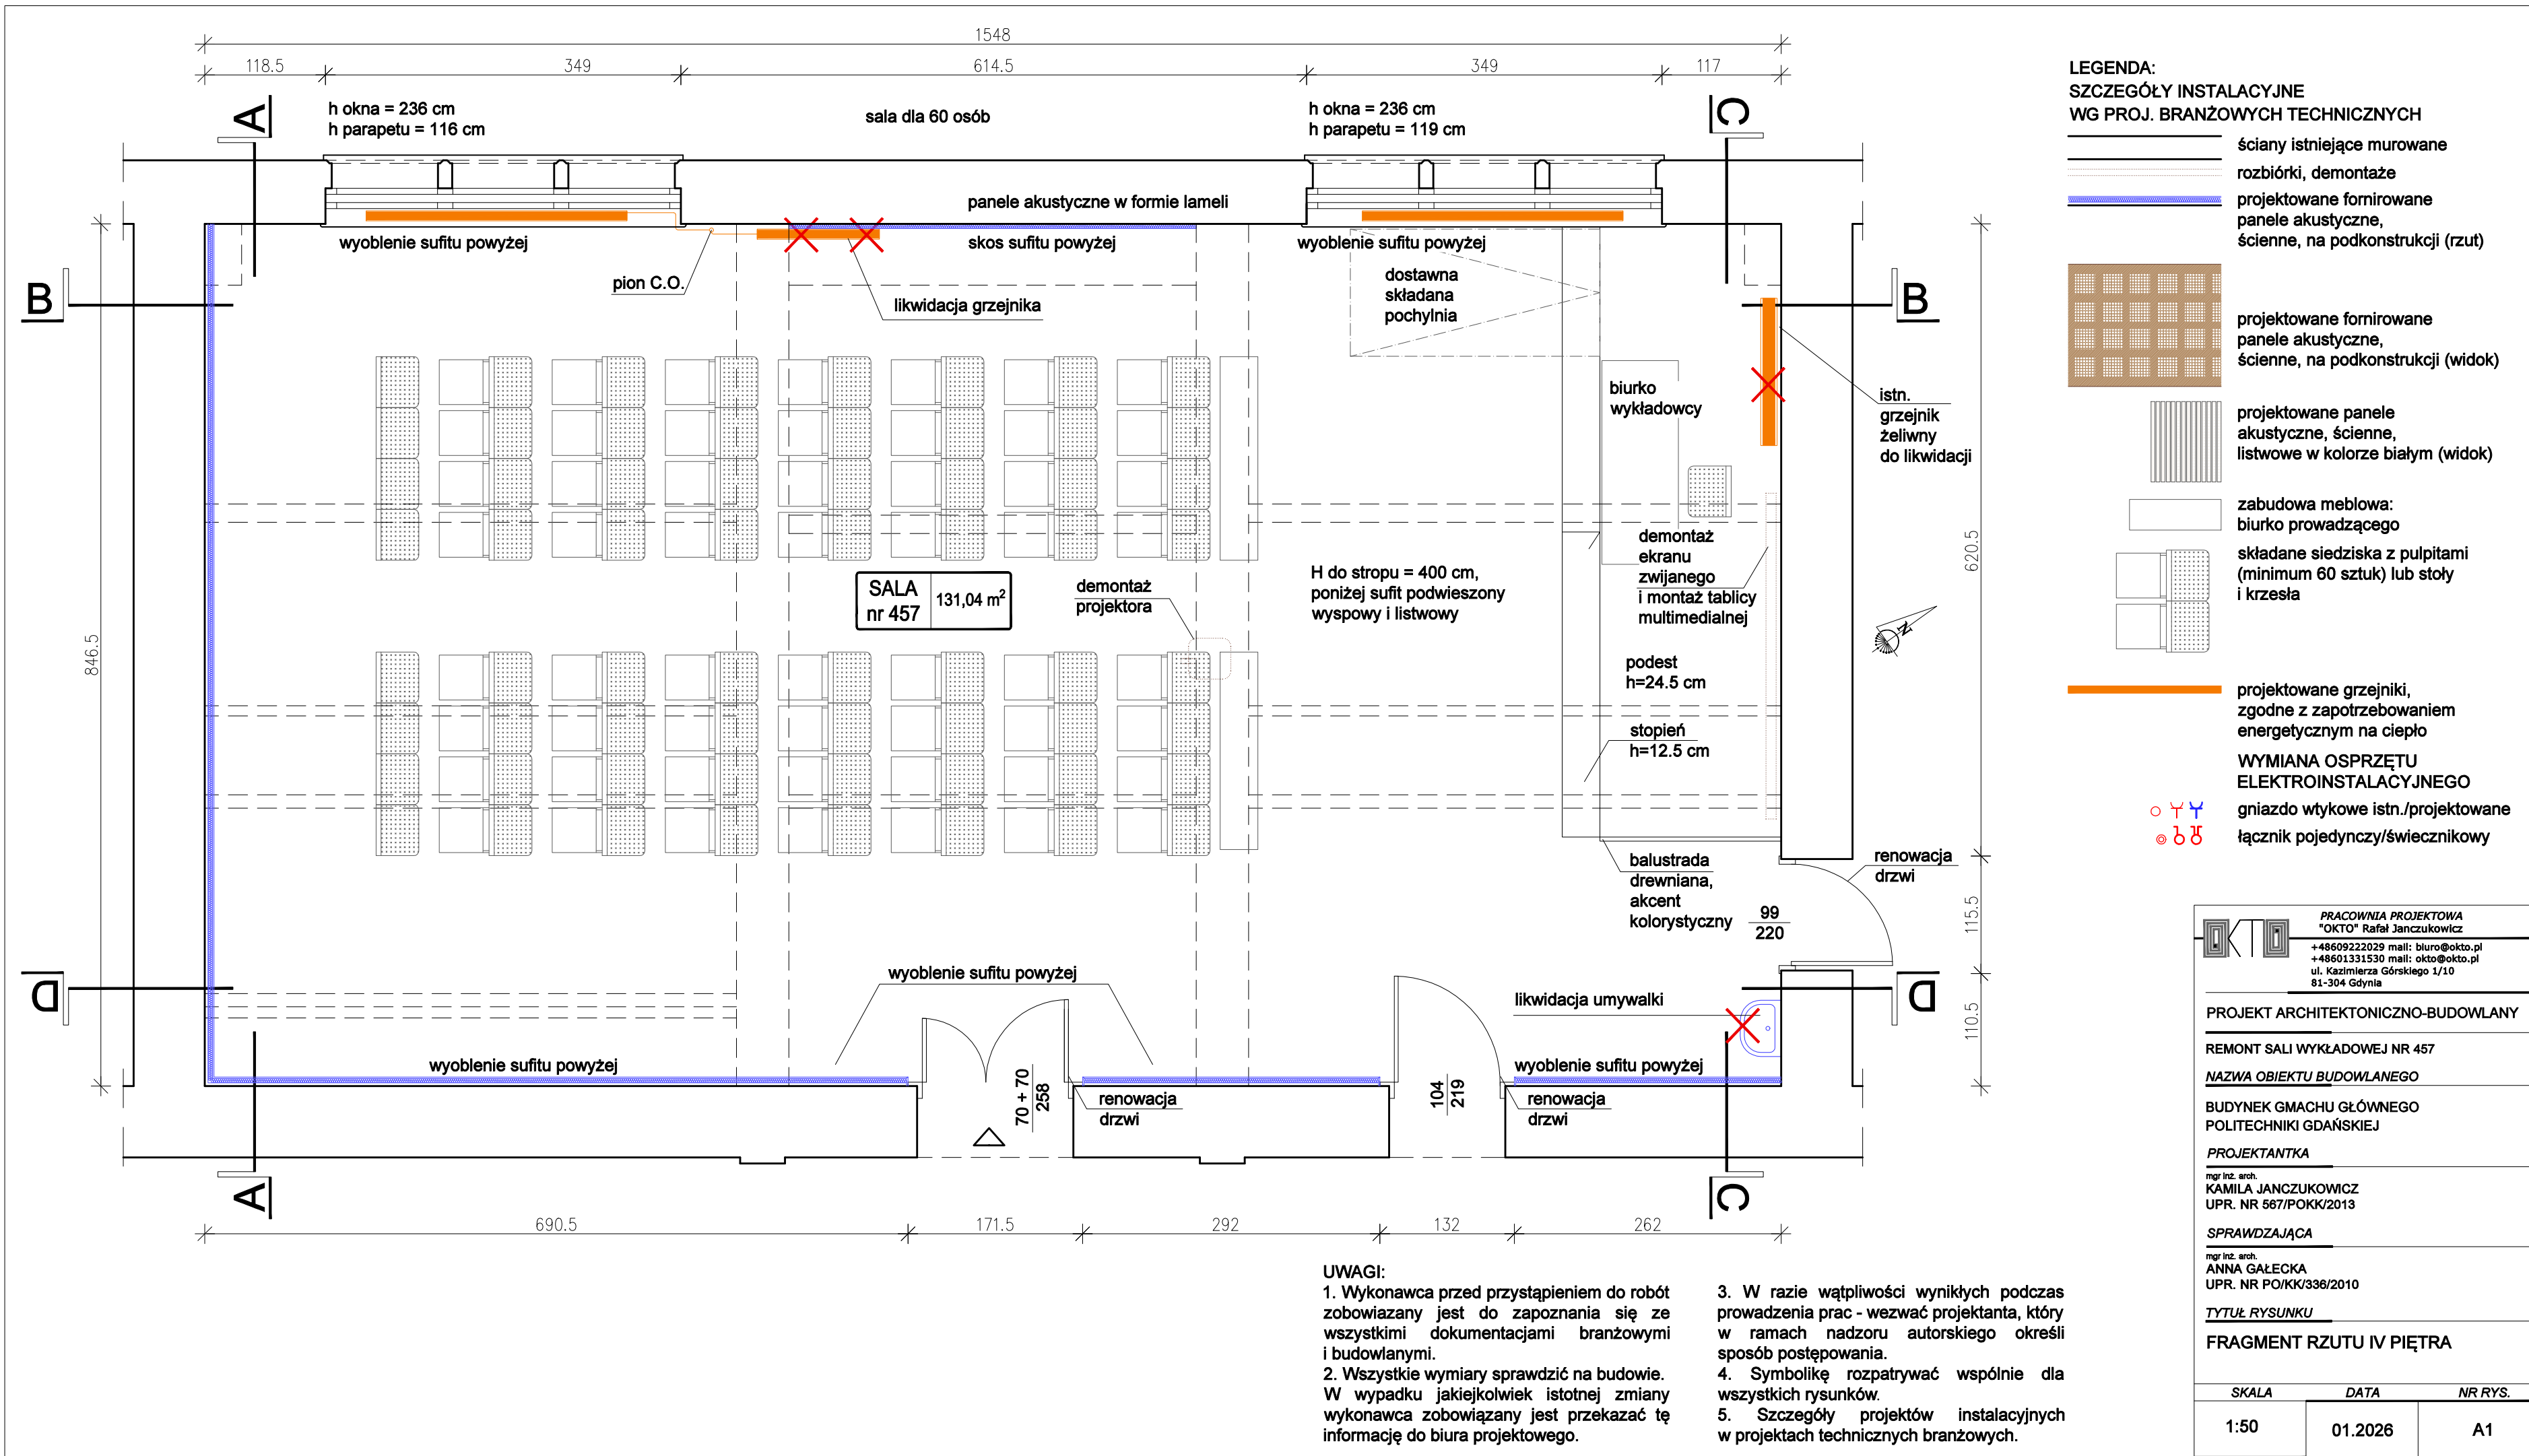 1548
118.5
349
614.5
349
117
A
h okna = 236 cm
h parapetu = 116 cm
sala dla 60 osób
h okna = 236 cm
h parapetu = 119 cm
C
panele akustyczne w formie lameli
wyoblenie sufitu powyżej
skos sufitu powyżej
wyoblenie sufitu powyżej
B
pion C.O.
likwidacja grzejnika
dostawna
składana
pochylnia
B
biurko
wykładowcy
istn.
grzejnik
żeliwny
do likwidacji
846.5
620.5
SALA
nr 457
131,04 m²
demontaż
projektora
H do stropu = 400 cm,
poniżej sufit podwieszony
wyspowy i listwowy
demontaż
ekranu
zwijanego
i montaż tablicy
multimedialnej
N
podest
h=24.5 cm
stopień
h=12.5 cm
balustrada
drewniana,
akcent
kolorystyczny
99
220
renowacja
drzwi
115.5
110.5
D
wyoblenie sufitu powyżej
likwidacja umywalki
D
wyoblenie sufitu powyżej
wyoblenie sufitu powyżej
70 + 70
258
renowacja
drzwi
104
219
renowacja
drzwi
A
C
690.5
171.5
292
132
262
UWAGI:
1. Wykonawca przed przystąpieniem do robót
zobowiazany jest do zapoznania się ze
wszystkimi dokumentacjami branżowymi
i budowlanymi.
2. Wszystkie wymiary sprawdzić na budowie.
W wypadku jakiejkolwiek istotnej zmiany
wykonawca zobowiązany jest przekazać tę
informację do biura projektowego.
3. W razie wątpliwości wynikłych podczas
prowadzenia prac - wezwać projektanta, który
w ramach nadzoru autorskiego określi
sposób postępowania.
4. Symbolikę rozpatrywać wspólnie dla
wszystkich rysunków.
5. Szczegóły projektów instalacyjnych
w projektach technicznych branżowych.
LEGENDA:
SZCZEGÓŁY INSTALACYJNE
WG PROJ. BRANŻOWYCH TECHNICZNYCH
ściany istniejące murowane
rozbiórki, demontaże
projektowane fornirowane
panele akustyczne,
ścienne, na podkonstrukcji (rzut)
projektowane fornirowane
panele akustyczne,
ścienne, na podkonstrukcji (widok)
projektowane panele
akustyczne, ścienne,
listwowe w kolorze białym (widok)
zabudowa meblowa:
biurko prowadzącego
składane siedziska z pulpitami
(minimum 60 sztuk) lub stoły
i krzesła
projektowane grzejniki,
zgodne z zapotrzebowaniem
energetycznym na ciepło
WYMIANA OSPRZĘTU
ELEKTROINSTALACYJNEGO
gniazdo wtykowe istn./projektowane
łącznik pojedynczy/świecznikowy
OKTO
PRACOWNIA PROJEKTOWA
"OKTO" Rafał Janczukowicz
+48609222029 mail: biuro@okto.pl
+48601331530 mail: okto@okto.pl
ul. Kazimierza Górskiego 1/10
81-304 Gdynia
PROJEKT ARCHITEKTONICZNO-BUDOWLANY
REMONT SALI WYKŁADOWEJ NR 457
NAZWA OBIEKTU BUDOWLANEGO
BUDYNEK GMACHU GŁÓWNEGO
POLITECHNIKI GDAŃSKIEJ
PROJEKTANTKA
mgr inż. arch.
KAMILA JANCZUKOWICZ
UPR. NR 567/POKK/2013
SPRAWDZAJĄCA
mgr inż. arch.
ANNA GAŁECKA
UPR. NR PO/KK/336/2010
TYTUŁ RYSUNKU
FRAGMENT RZUTU IV PIĘTRA
SKALA DATA NR RYS.
1:50 01.2026 A1